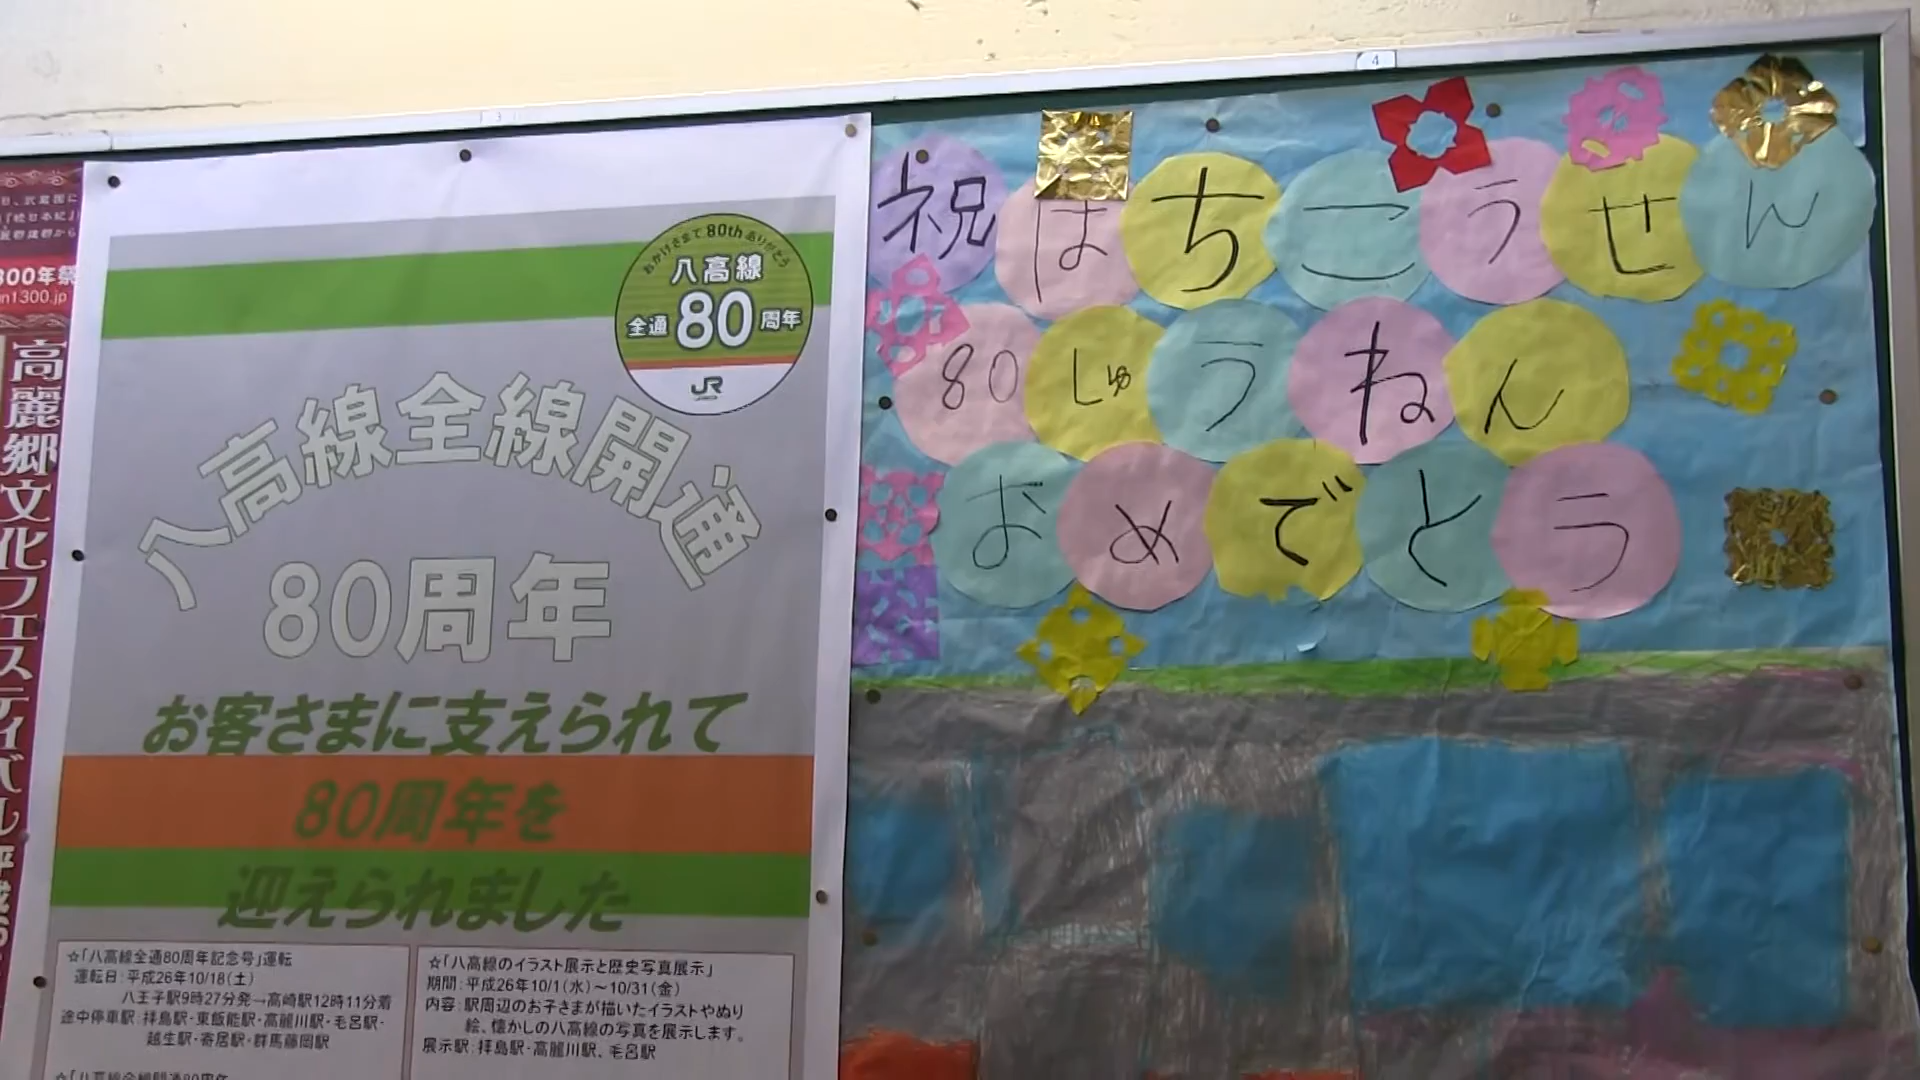 日、武蔵国に
「続日本紀」
300年祭
n1300.jp
高麗郷文化フェスティバル
3
4
おかげさまで80thありがとう
八高線
全通80周年
JR
八高線全線開通
80周年
お客さまに支えられて
80周年を
迎えられました
☆「八高線全通80周年記念号」運転
運転日:平成26年10/18(土)
八王子駅9時27分発→高崎駅12時11分着
途中停車駅:拝島駅・東飯能駅・高麗川駅・毛呂駅・
越生駅・寄居駅・群馬藤岡駅
☆「八高線のイラスト展示と歴史写真展示」
期間:平成26年10/1(水)～10/31(金)
内容:駅周辺のお子さまが描いたイラストやぬり
絵、懐かしの八高線の写真を展示します。
展示駅:拝島駅・高麗川駅、毛呂駅
祝はちこうせん
80しゅうねん
おめでとう